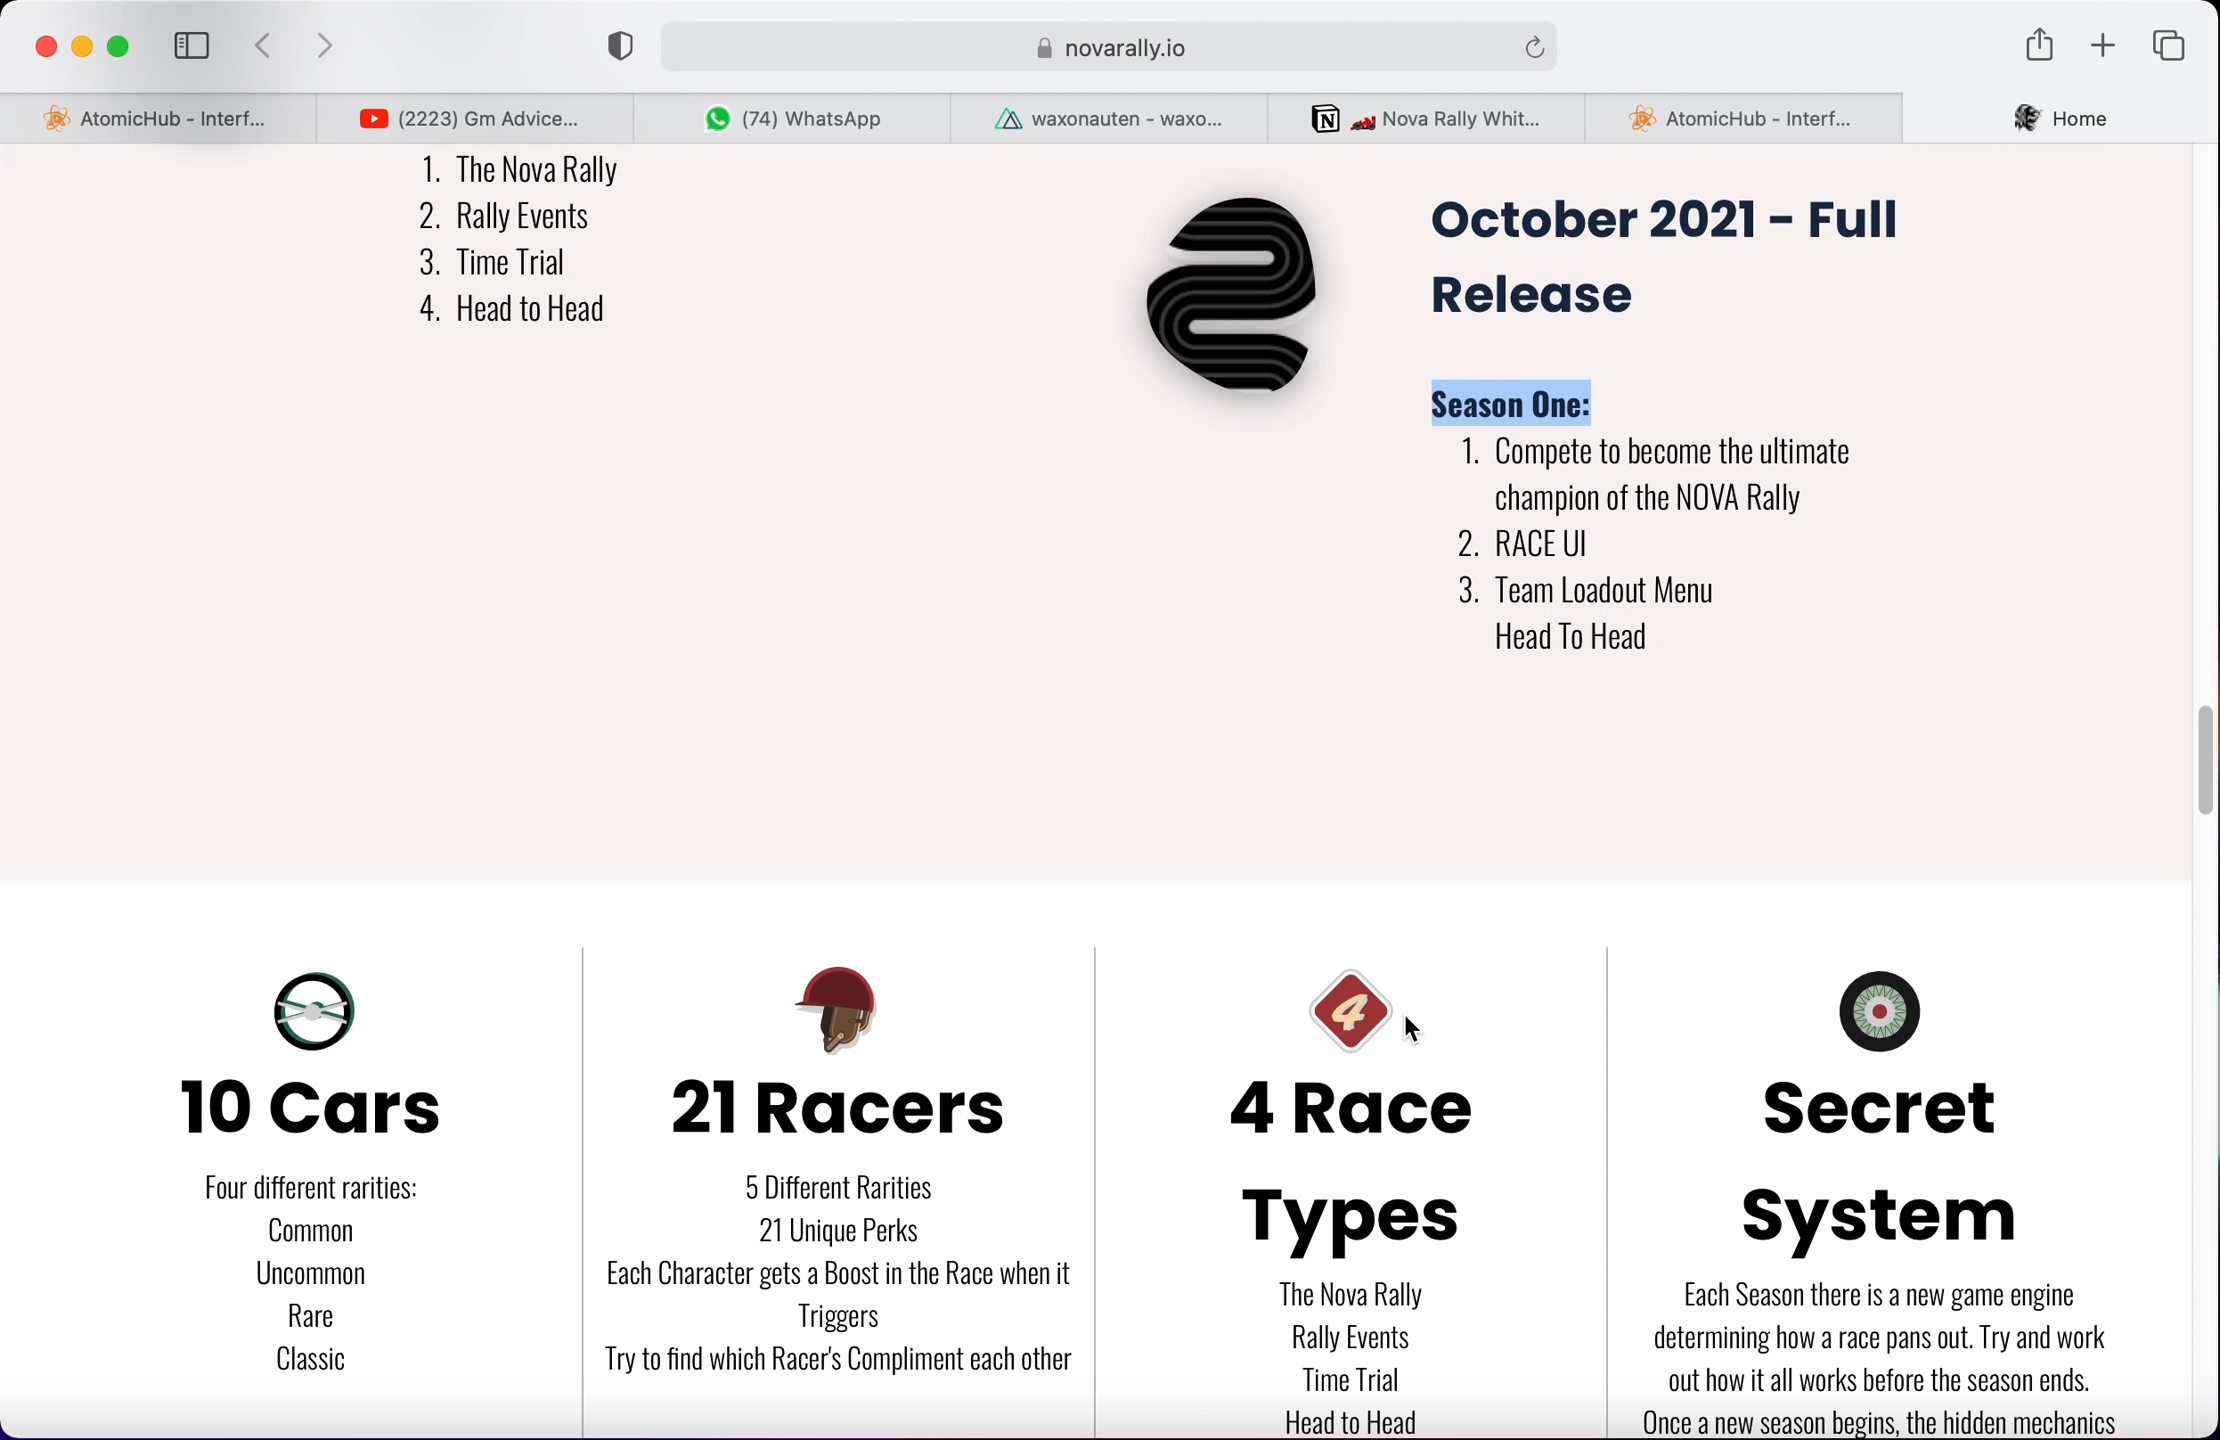 novarally.io
AtomicHub - Interf...
(2223) Gm Advice...
(74) WhatsApp
waxonauten - waxo...
Nova Rally Whit...
AtomicHub - Interf...
Home
1. The Nova Rally
2. Rally Events
3. Time Trial
4. Head to Head
October 2021 - Full
Release
Season One:
1. Compete to become the ultimate
champion of the NOVA Rally
2. RACE UI
3. Team Loadout Menu
Head To Head
10 Cars
Four different rarities:
Common
Uncommon
Rare
Classic
21 Racers
5 Different Rarities
21 Unique Perks
Each Character gets a Boost in the Race when it
Triggers
Try to find which Racer's Compliment each other
4
4 Race
Types
The Nova Rally
Rally Events
Time Trial
Head to Head
Secret
System
Each Season there is a new game engine
determining how a race pans out. Try and work
out how it all works before the season ends.
Once a new season begins, the hidden mechanics